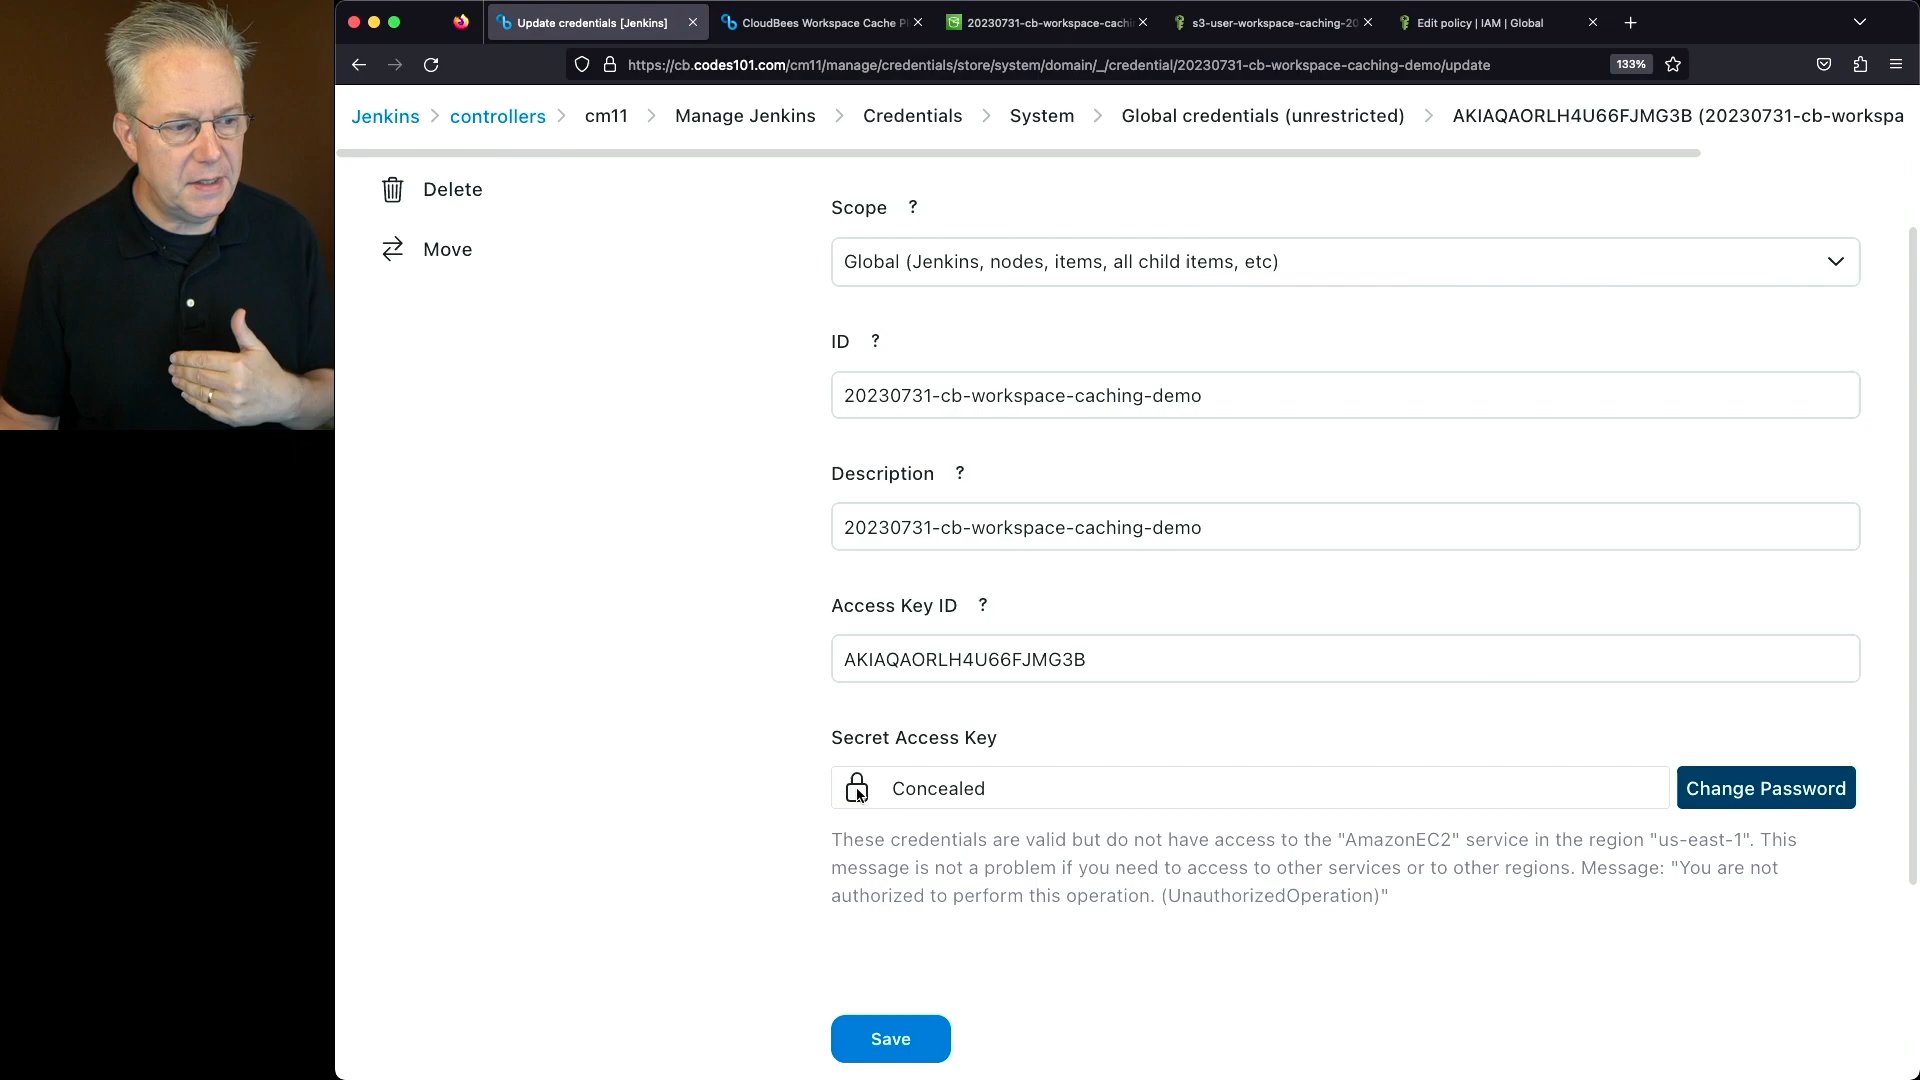 Update credentials [Jenkins]
CloudBees Workspace Cache P
20230731-cb-workspace-cachi
s3-user-workspace-caching-20
Edit policy | IAM | Global
https://cb.codes101.com/cm11/manage/credentials/store/system/domain/_/credential/20230731-cb-workspace-caching-demo/update
133%
Jenkins > controllers > cm11 > Manage Jenkins > Credentials > System > Global credentials (unrestricted) > AKIAQAORLH4U66FJMG3B (20230731-cb-workspa
Delete
Move
Scope ?
Global (Jenkins, nodes, items, all child items, etc)
ID ?
20230731-cb-workspace-caching-demo
Description ?
20230731-cb-workspace-caching-demo
Access Key ID ?
AKIAQAORLH4U66FJMG3B
Secret Access Key
Concealed
Change Password
These credentials are valid but do not have access to the "AmazonEC2" service in the region "us-east-1". This
message is not a problem if you need to access to other services or to other regions. Message: "You are not
authorized to perform this operation. (UnauthorizedOperation)"
Save